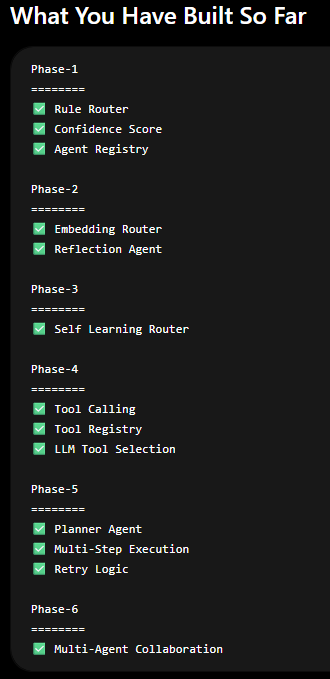 What You Have Built So Far
Phase-1
========
✅ Rule Router
✅ Confidence Score
✅ Agent Registry
Phase-2
========
✅ Embedding Router
✅ Reflection Agent
Phase-3
========
✅ Self Learning Router
Phase-4
========
✅ Tool Calling
✅ Tool Registry
✅ LLM Tool Selection
Phase-5
========
✅ Planner Agent
✅ Multi-Step Execution
✅ Retry Logic
Phase-6
========
✅ Multi-Agent Collaboration